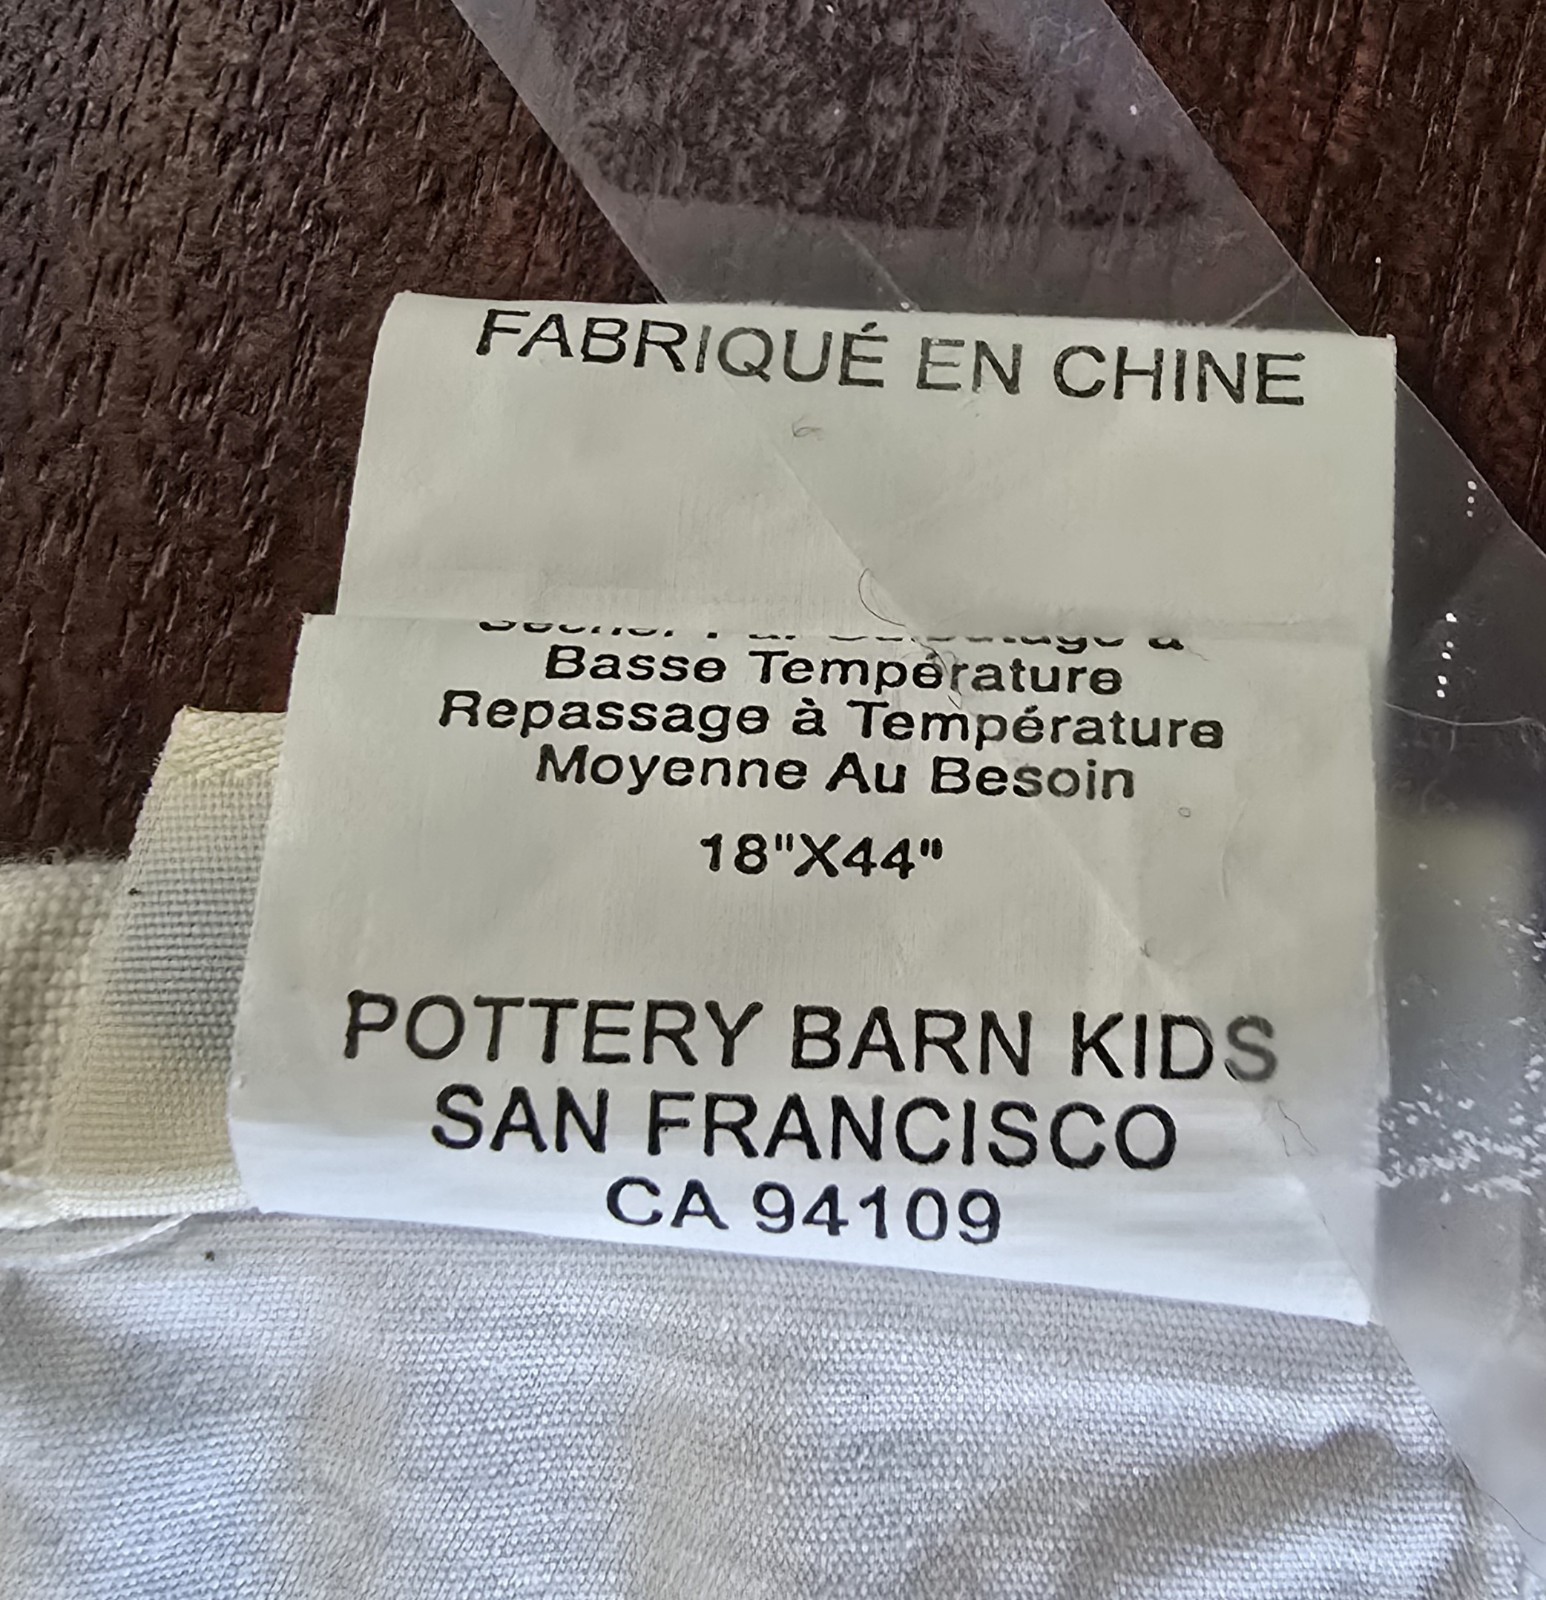 FABRIQUÉ EN CHINE
Basse Température
Repassage à Température
Moyenne Au Besoin
18"X44"
POTTERY BARN KIDS
SAN FRANCISCO
CA 94109